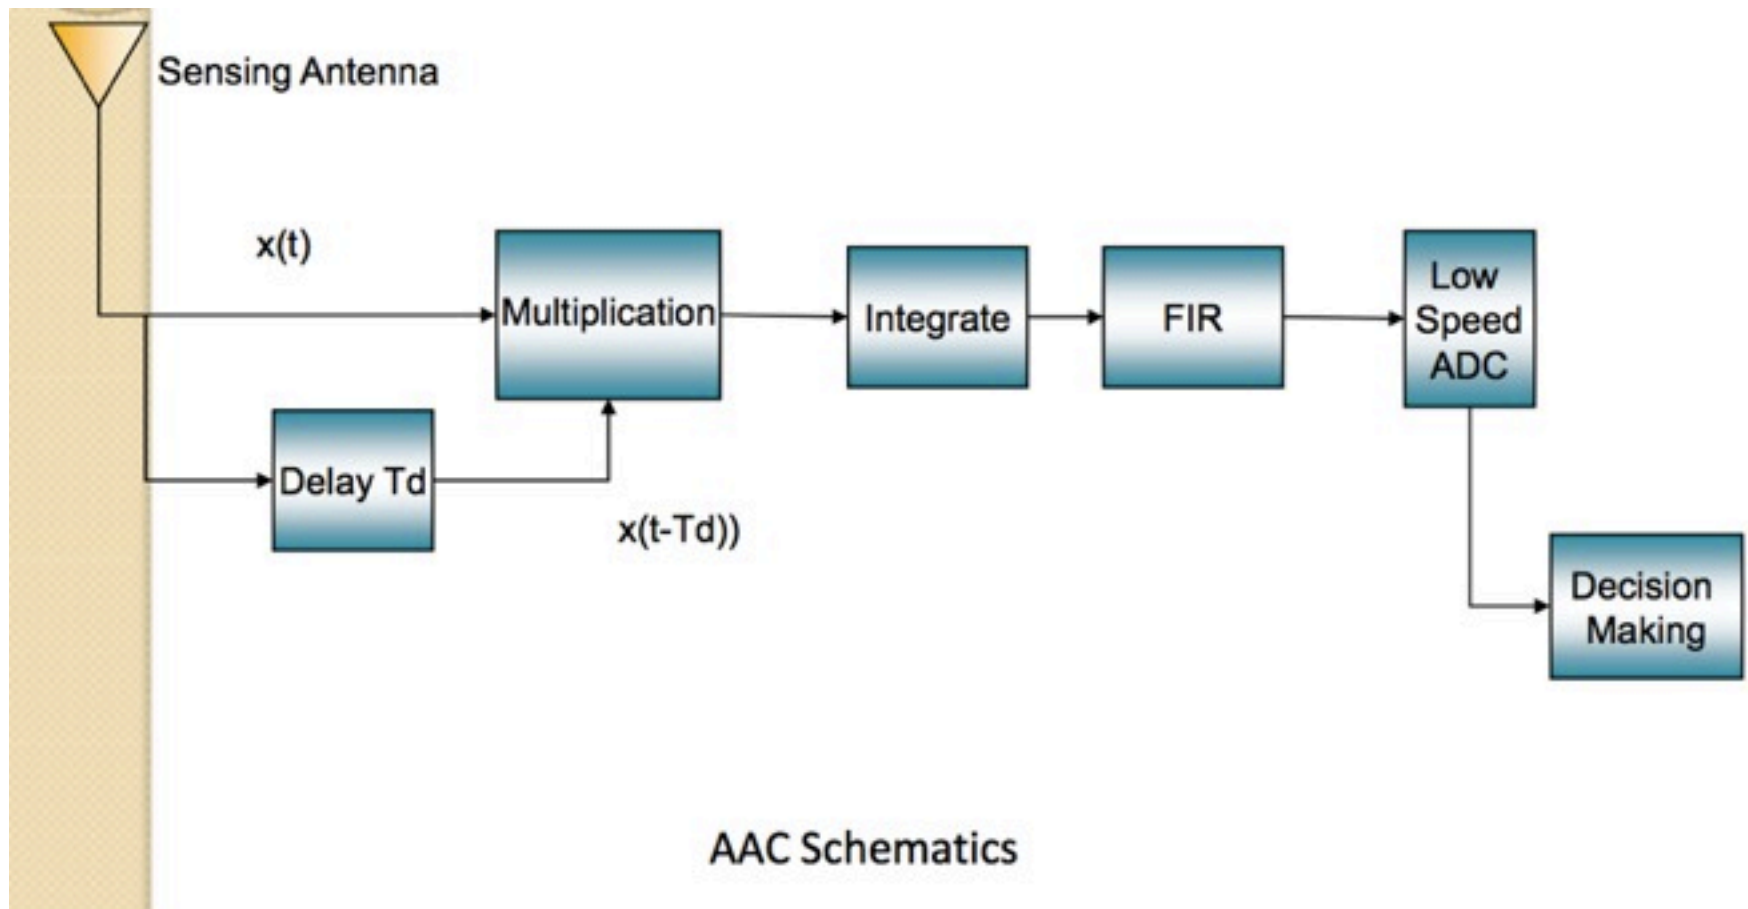 Sensing Antenna
x(t)
Multiplication
Integrate
FIR
Low
Speed
ADC
Delay Td
x(t-Td))
Decision
Making
AAC Schematics